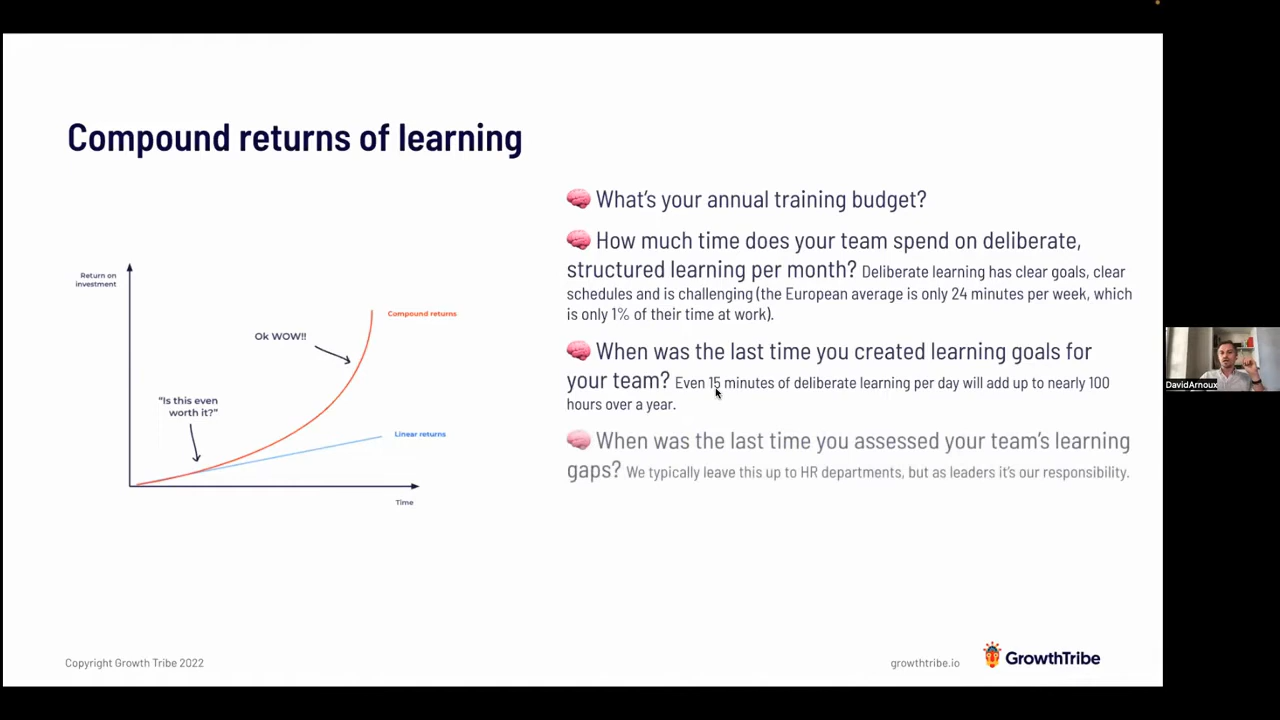 Compound returns of learning
What's your annual training budget?
How much time does your team spend on deliberate,
structured learning per month? Deliberate learning has clear goals, clear
schedules and is challenging (the European average is only 24 minutes per week, which
is only 1% of their time at work).
When was the last time you created learning goals for
your team? Even 15 minutes of deliberate learning per day will add up to nearly 100
hours over a year.
When was the last time you assessed your team's learning
gaps? We typically leave this up to HR departments, but as leaders it's our responsibility.
Return on
investment
Compound returns
Ok WOW!!
"Is this even
worth it?"
Linear returns
Time
DavidArnoux
Copyright Growth Tribe 2022
growthtribe.io
GrowthTribe